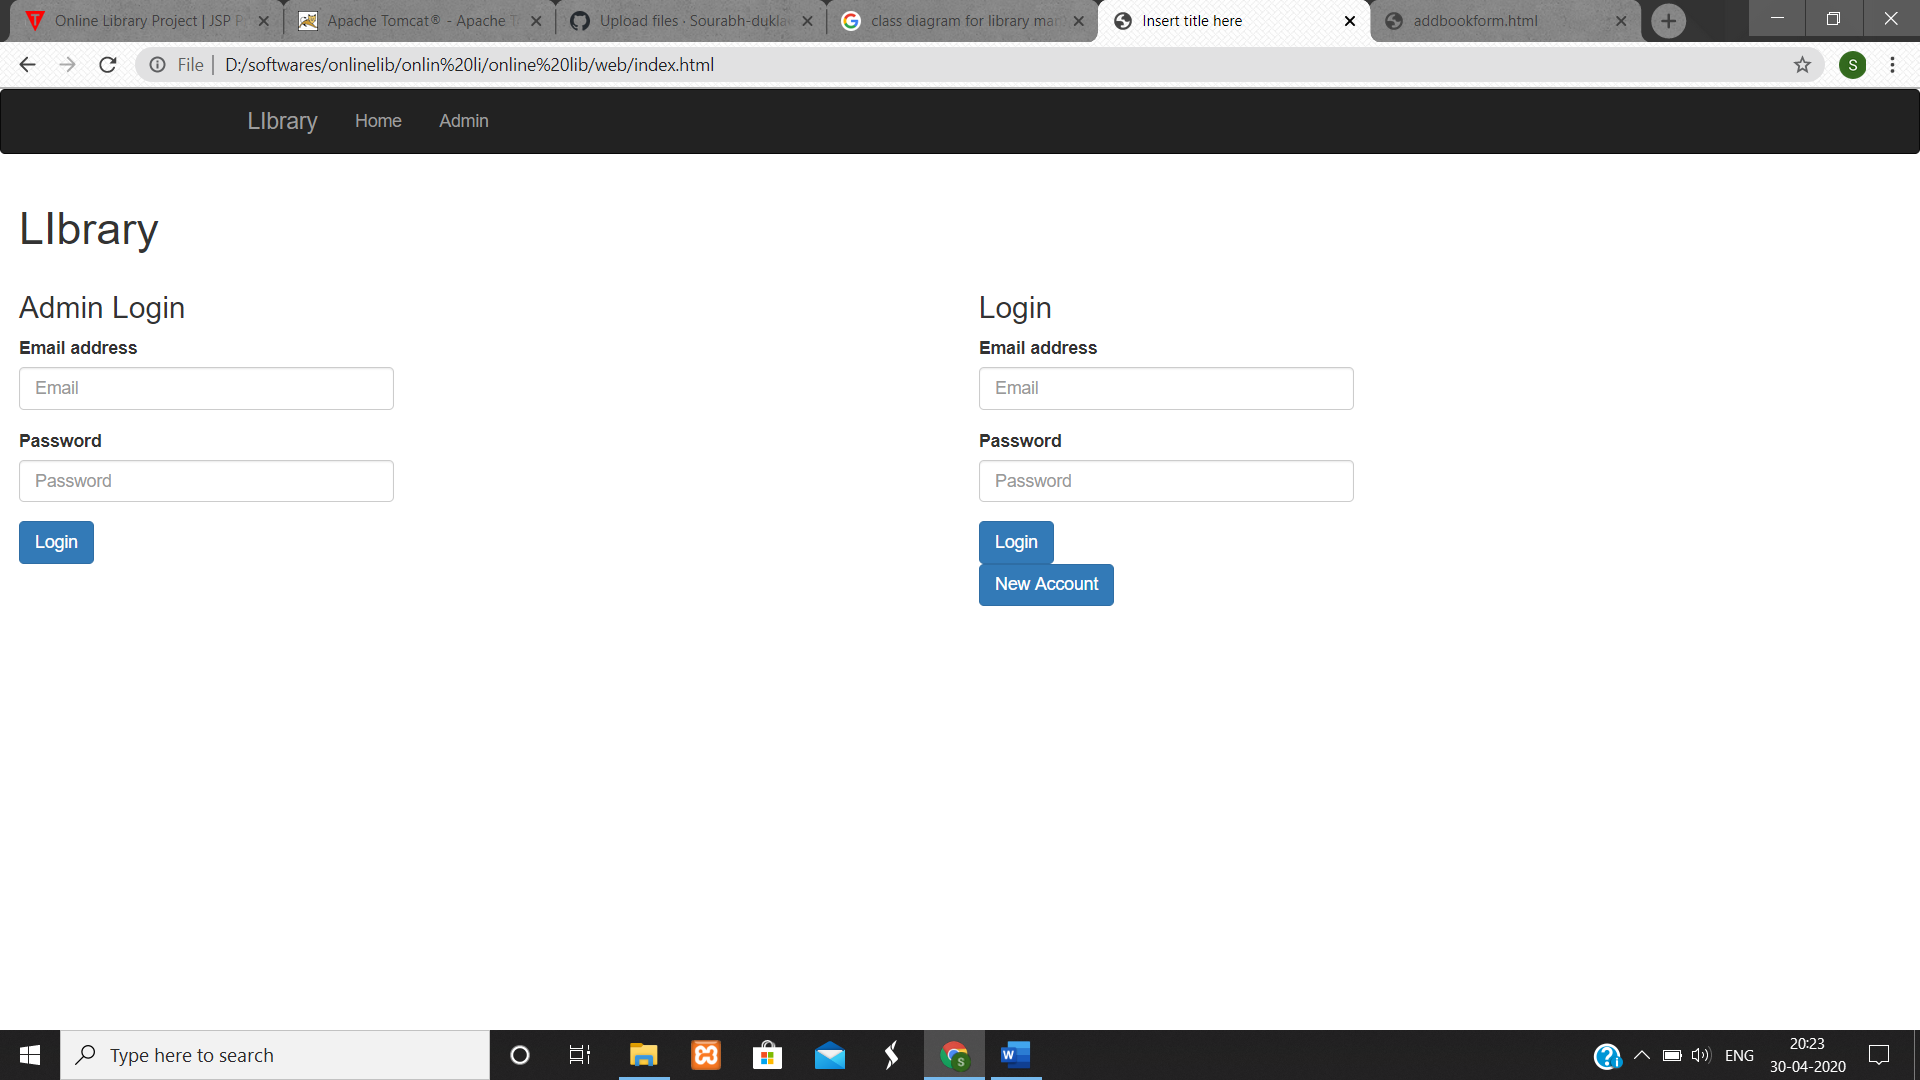 Online Library Project | JSP P
Apache Tomcat® - Apache T
Upload files · Sourabh-dukla
class diagram for library man
Insert title here
addbookform.html
File | D:/softwares/onlinelib/onlin%20li/online%20lib/web/index.html
S
LIbrary Home Admin
LIbrary
Admin Login
Email address
Email
Password
Password
Login
Login
Email address
Email
Password
Password
Login
New Account
Type here to search
ENG
20:23
30-04-2020